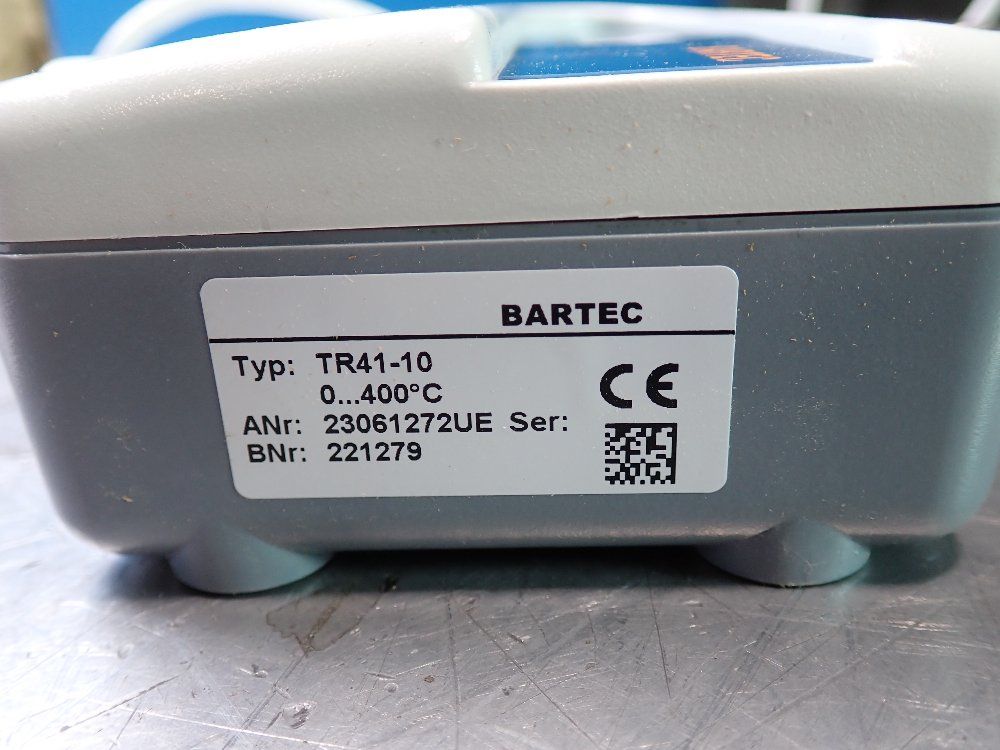 BARTEC
Typ: TR41-10
0...400°C
CE
ANr: 23061272UE Ser:
BNr: 221279